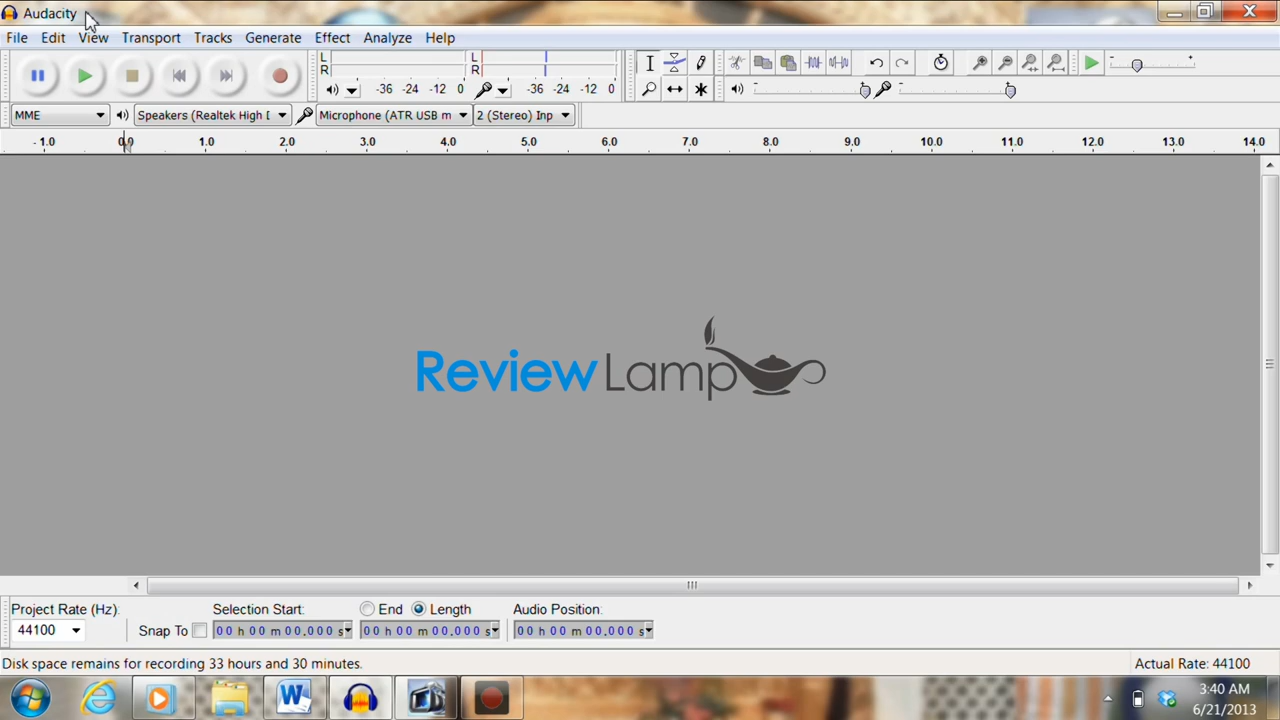 Audacity
File Edit View Transport Tracks Generate Effect Analyze Help
L R -36 -24 -12 0 L R -36 -24 -12 0
MME Speakers (Realtek High I Microphone (ATR USB m 2 (Stereo) Inp
- 1.0 0.0 1.0 2.0 3.0 4.0 5.0 6.0 7.0 8.0 9.0 10.0 11.0 12.0 13.0 14.0
Review Lamp
Project Rate (Hz): Selection Start: End Length Audio Position:
44100 Snap To 00 h 00 m 00.000 s 00 h 00 m 00.000 s 00 h 00 m 00.000 s
Disk space remains for recording 33 hours and 30 minutes. Actual Rate: 44100
3:40 AM
6/21/2013